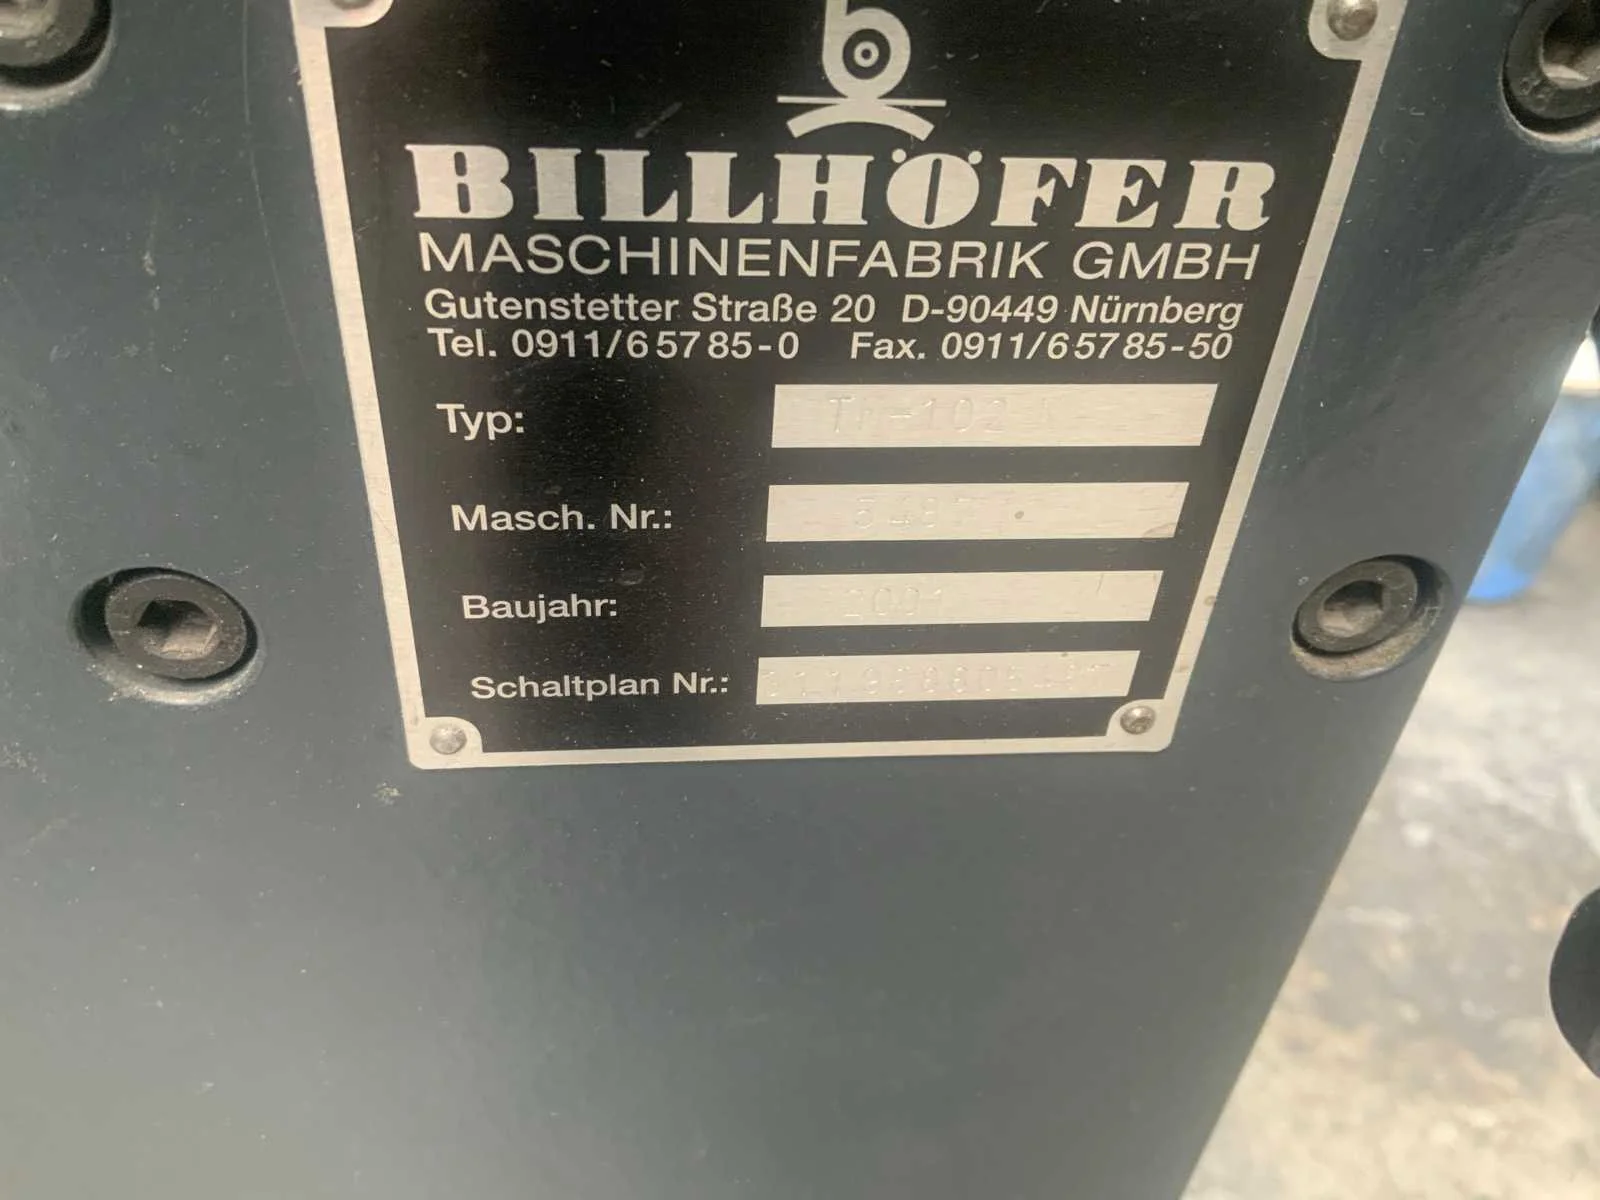 BILLHÖFER
MASCHINENFABRIK GMBH
Gutenstetter Straße 20 D-90449 Nürnberg
Tel. 0911/65785-0 Fax. 0911/65785-50
Typ:
Masch. Nr.:
Baujahr: 2001
Schaltplan Nr.: